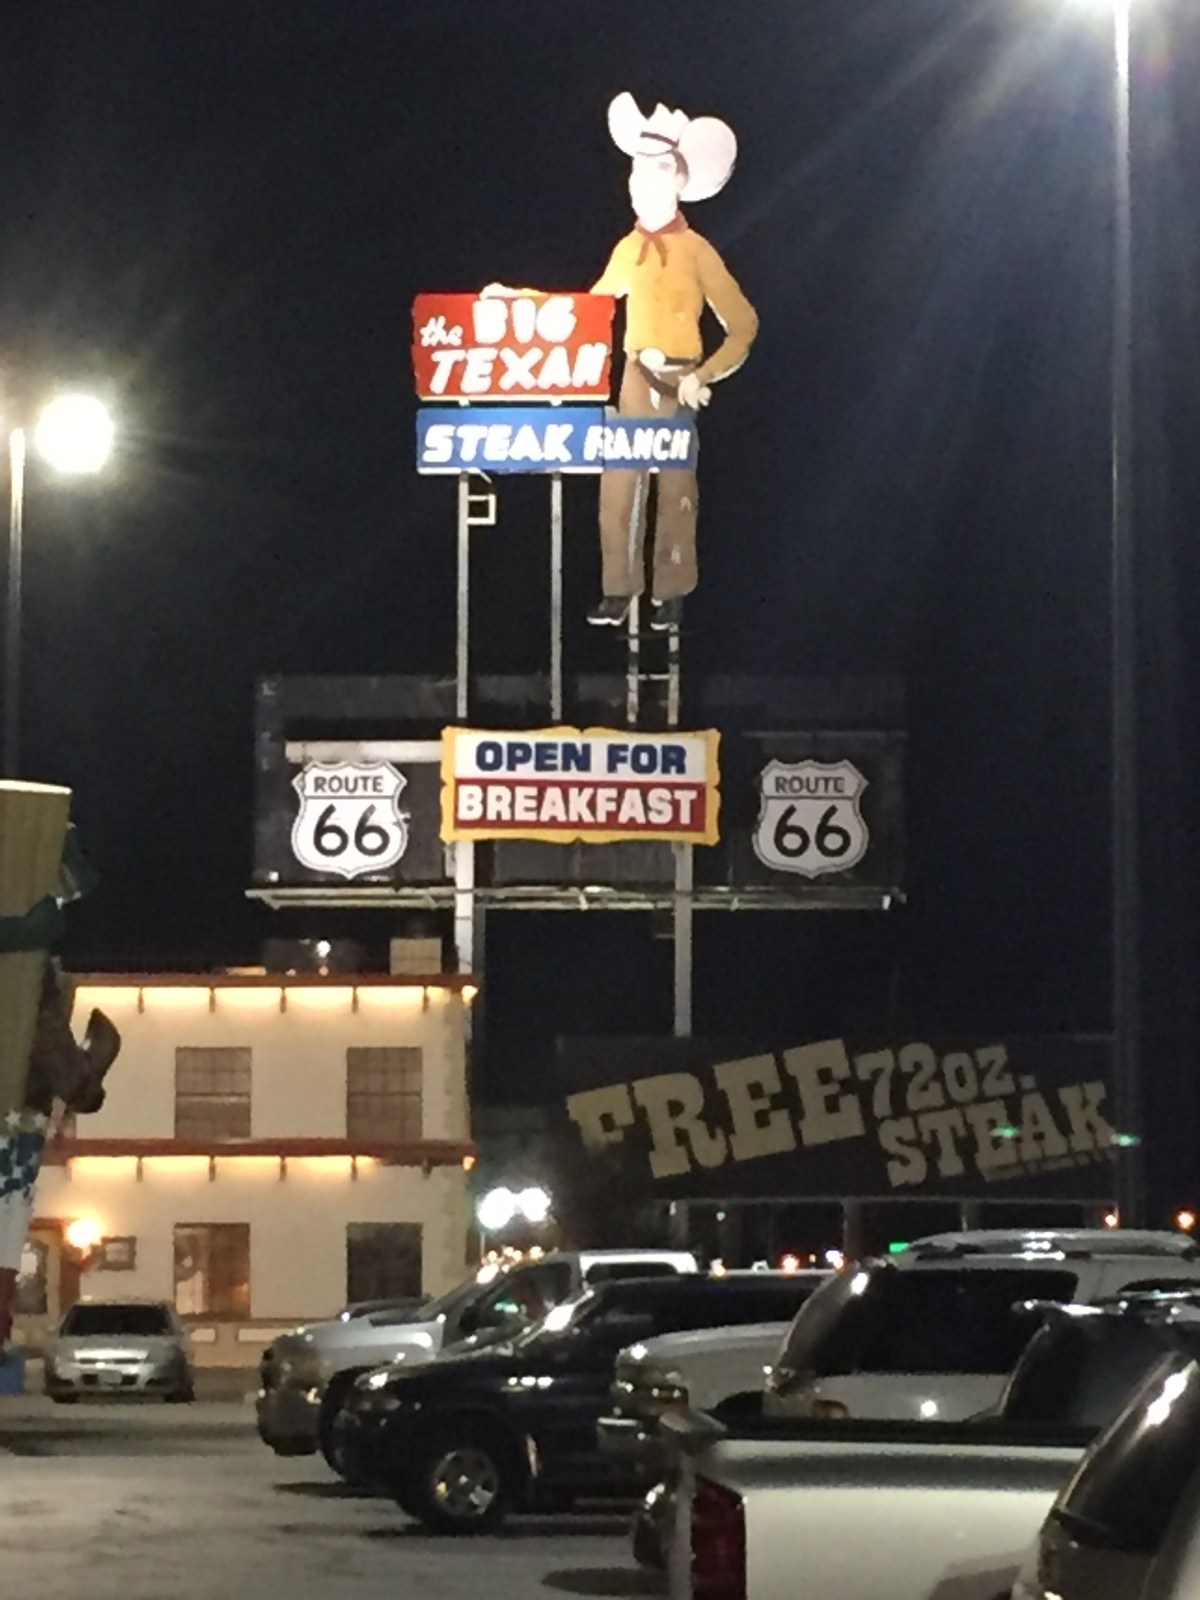 the BIG
TEXAN
STEAK RANCH
OPEN FOR
BREAKFAST
ROUTE
66
ROUTE
66
FREE 72oz.
STEAK